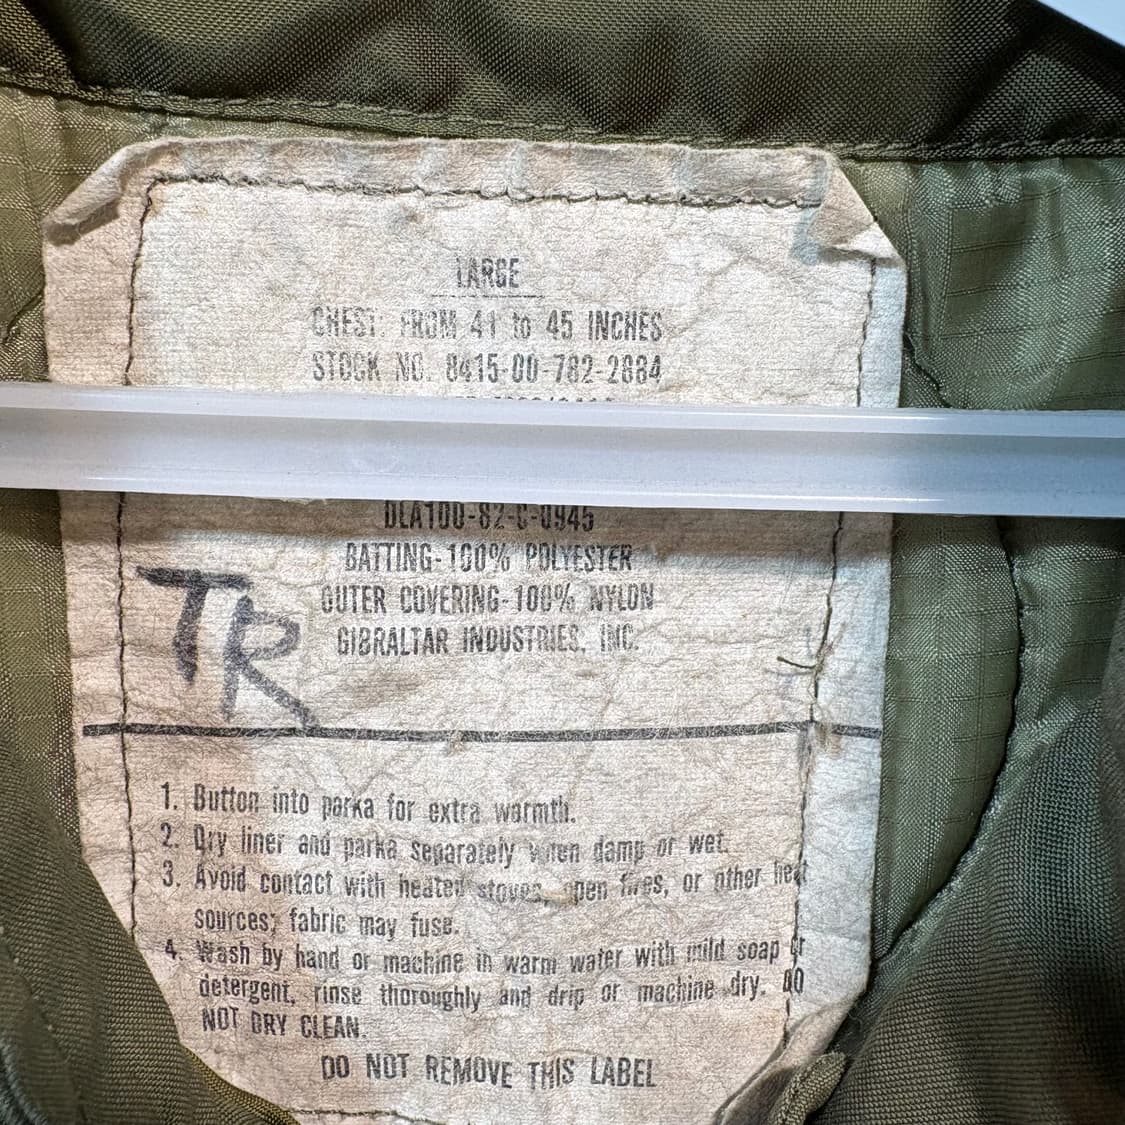 LARGE
CHEST: FROM 41 to 45 INCHES
STOCK NO. 8415-00-782-2884
DLA100-82-C-0945
BATTING-100% POLYESTER
OUTER COVERING-100% NYLON
GIBRALTAR INDUSTRIES, INC.
TR
1. Button into parka for extra warmth.
2. Dry liner and parka separately when damp or wet.
3. Avoid contact with heated stoves, open fires, or other heat
sources; fabric may fuse.
4. Wash by hand or machine in warm water with mild soap or
detergent, rinse thoroughly and drip or machine dry. DO
NOT DRY CLEAN.
DO NOT REMOVE THIS LABEL